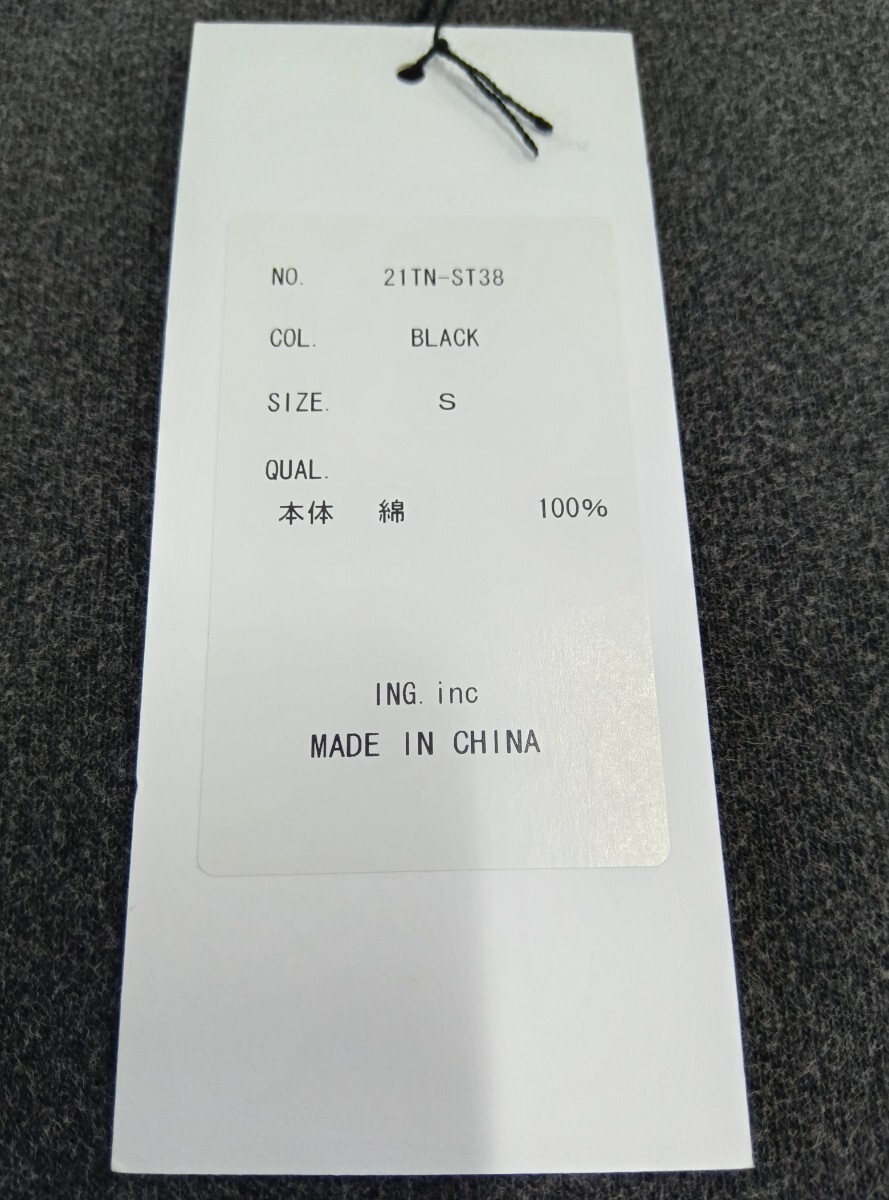 NO. 21TN-ST38
COL. BLACK
SIZE. S
QUAL.
本体 綿 100%
ING. inc
MADE IN CHINA